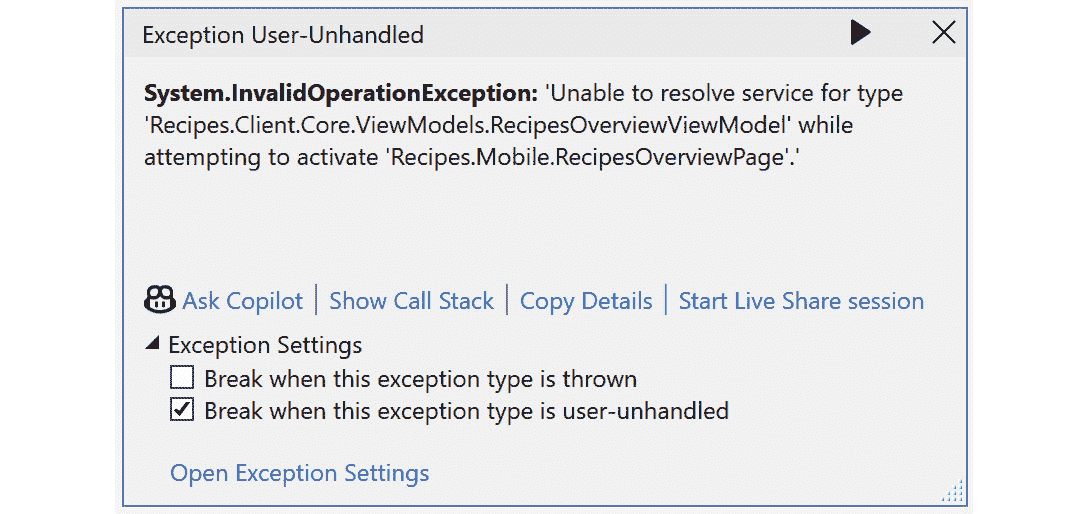 Exception User-Unhandled
System.InvalidOperationException: 'Unable to resolve service for type
'Recipes.Client.Core.ViewModels.RecipesOverviewViewModel' while
attempting to activate 'Recipes.Mobile.RecipesOverviewPage'.'
Ask Copilot | Show Call Stack | Copy Details | Start Live Share session
Exception Settings
Break when this exception type is thrown
Break when this exception type is user-unhandled
Open Exception Settings